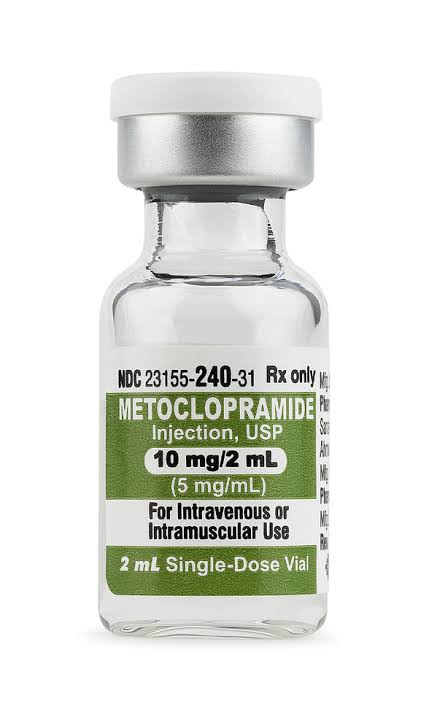 NDC 23155-240-31 Rx only
METOCLOPRAMIDE
Injection, USP
10 mg/2 mL
(5 mg/mL)
For Intravenous or
Intramuscular Use
2 mL Single-Dose Vial